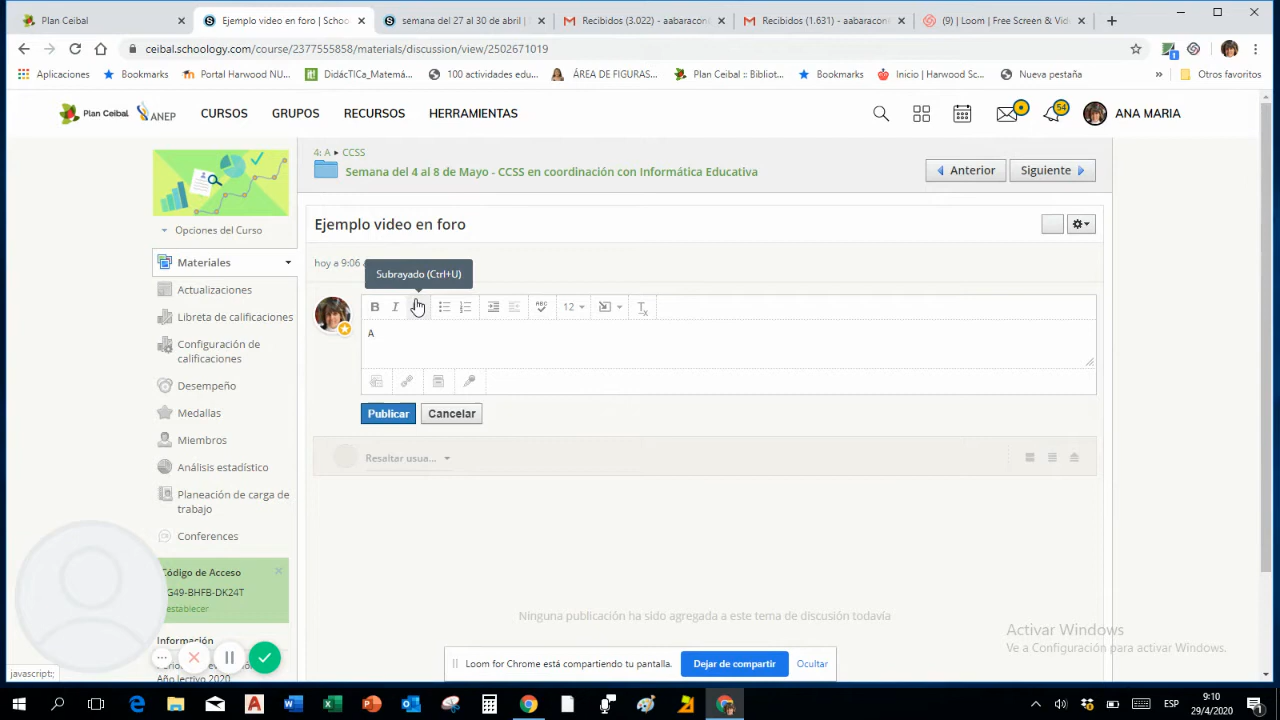 Plan Ceibal
Ejemplo video en foro | Schoo
semana del 27 al 30 de abril |
Recibidos (3.022) - aabaracon
Recibidos (1.631) - aabaracon
(9) | Loom | Free Screen & Vid
ceibal.schoology.com/course/2377555858/materials/discussion/view/2502671019
Aplicaciones
Bookmarks
Portal Harwood NU...
DidácTICa_Matemá...
100 actividades edu...
ÁREA DE FIGURAS...
Plan Ceibal :: Bibliot...
Bookmarks
Inicio | Harwood Sc...
Nueva pestaña
»
Otros favoritos
Plan Ceibal
ANEP
CURSOS
GRUPOS
RECURSOS
HERRAMIENTAS
54
ANA MARIA
4: A ▸ CCSS
Semana del 4 al 8 de Mayo - CCSS en coordinación con Informática Educativa
Anterior
Siguiente
Opciones del Curso
Materiales
Actualizaciones
Libreta de calificaciones
Configuración de
calificaciones
Desempeño
Medallas
Miembros
Análisis estadístico
Planeación de carga de
trabajo
Conferences
Código de Acceso
G49-BHFB-DK24T
establecer
Información
Año lectivo 2020
Ejemplo video en foro
hoy a 9:06
Subrayado (Ctrl+U)
B I
ABC
12
Tx
A
Publicar
Cancelar
Resaltar usua...
Ninguna publicación ha sido agregada a este tema de discusión todavía
Activar Windows
Ve a Configuración para activar Windows.
Loom for Chrome está compartiendo tu pantalla.
Dejar de compartir
Ocultar
javascript:;
ESP
9:10
29/4/2020